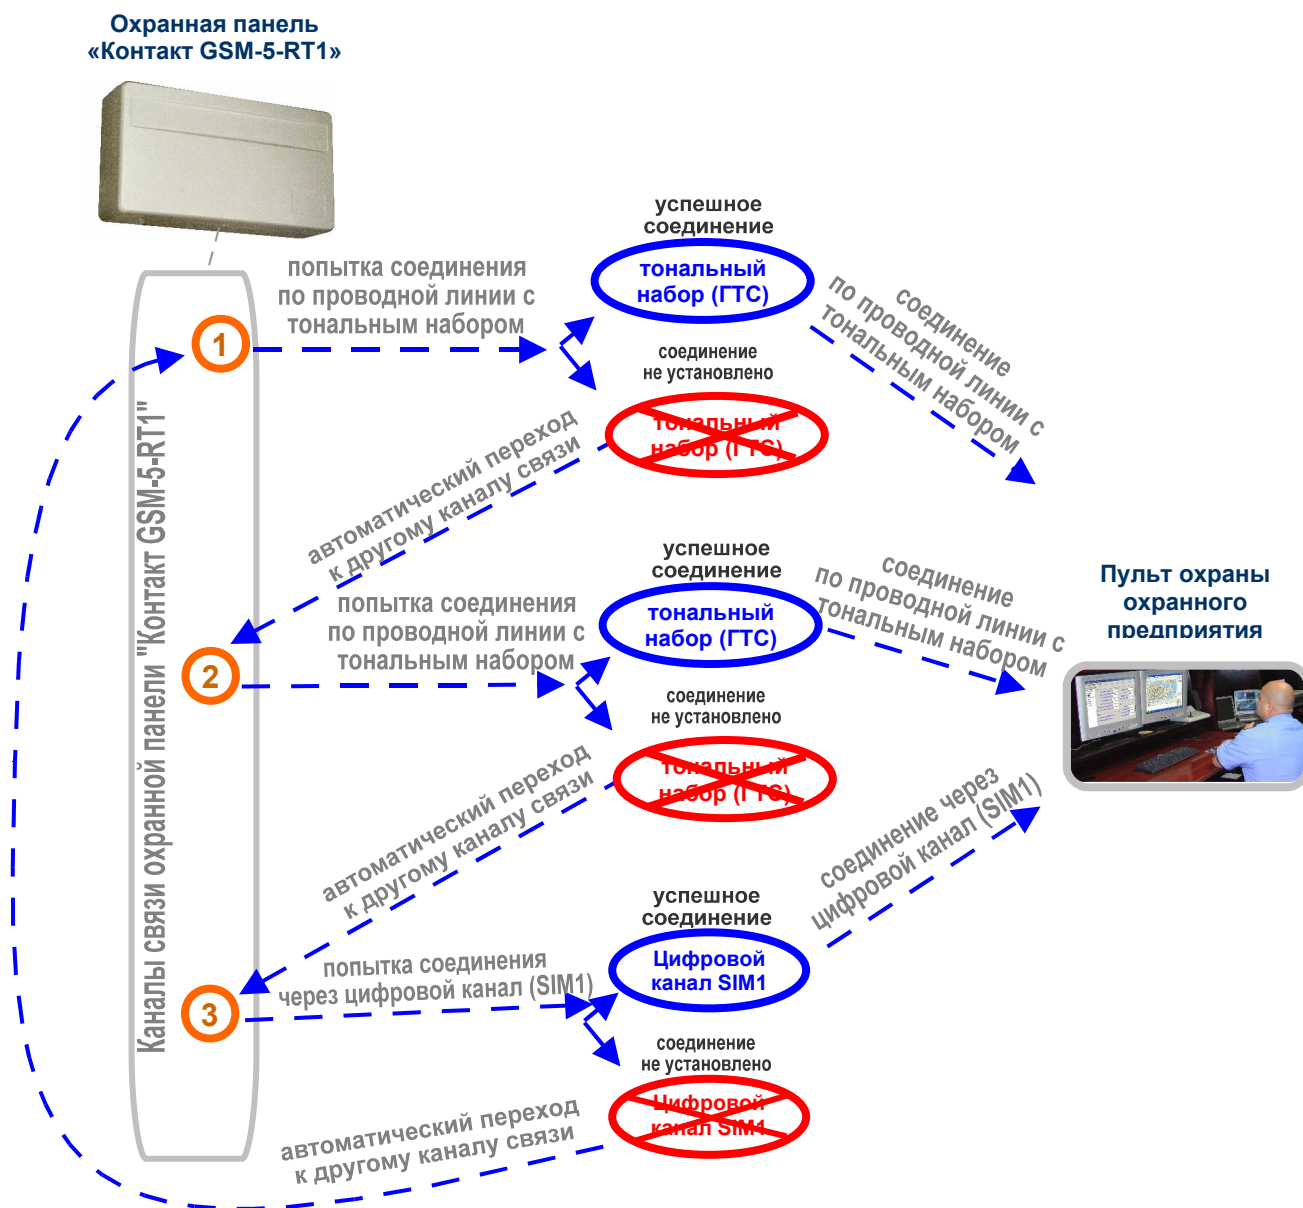 Охранная панель
«Контакт GSM-5-RT1»
успешное
соединение
тональный
набор (ГТС)
попытка соединения
по проводной линии с
тональным набором
1
соединение
по проводной линии с
тональным набором
соединение
не установлено
тональный
набор (ГТС)
автоматический переход
к другому каналу связи
Каналы связи охранной панели "Контакт GSM-5-RT1"
успешное
соединение
тональный
набор (ГТС)
попытка соединения
по проводной линии с
тональным набором
2
соединение
по проводной линии с
тональным набором
Пульт охраны
охранного
предприятия
соединение
не установлено
тональный
набор (ГТС)
автоматический переход
к другому каналу связи
соединение через
цифровой канал (SIM1)
успешное
соединение
Цифровой
канал SIM1
попытка соединения
через цифровой канал (SIM1)
3
соединение
не установлено
Цифровой
канал SIM1
автоматический переход
к другому каналу связи